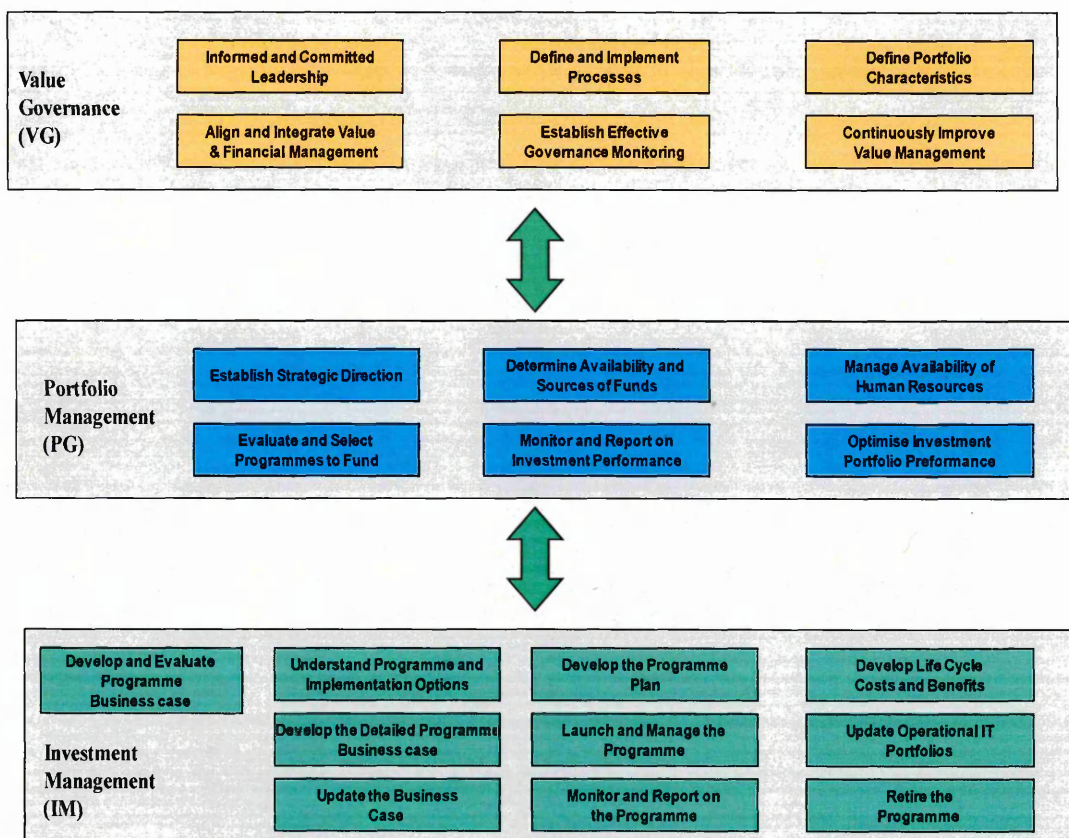 Value
Governance
(VG)
Informed and Committed
Leadership
Define and Implement
Processes
Define Portfolio
Characteristics
Align and Integrate Value
& Financial Management
Establish Effective
Governance Monitoring
Continuously Improve
Value Management
Portfolio
Management
(PG)
Establish Strategic Direction
Determine Availability and
Sources of Funds
Manage Availability of
Human Resources
Evaluate and Select
Programmes to Fund
Monitor and Report on
Investment Performance
Optimise Investment
Portfolio Preformance
Develop and Evaluate
Programme
Business case
Understand Programme and
Implementation Options
Develop the Programme
Plan
Develop Life Cycle
Costs and Benefits
Investment
Management
(IM)
Develop the Detailed Programme
Business case
Launch and Manage the
Programme
Update Operational IT
Portfolios
Update the Business
Case
Monitor and Report on
the Programme
Retire the
Programme